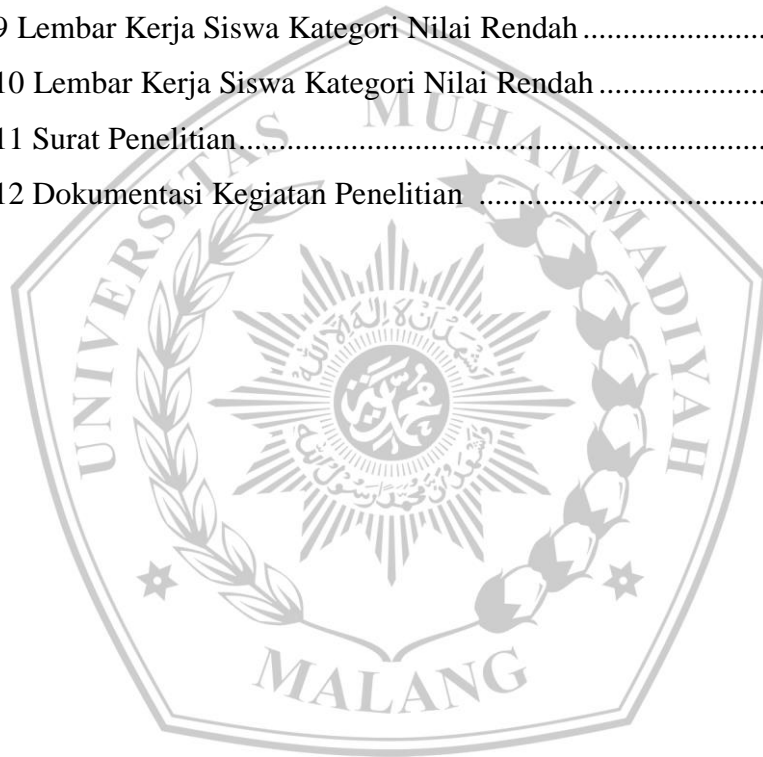 9 Lembar Kerja Siswa Kategori Nilai Rendah .......................
10 Lembar Kerja Siswa Kategori Nilai Rendah .....................
11 Surat Penelitian.....................................................................
12 Dokumentasi Kegiatan Penelitian ....................................
UNIVERSITAS MUHAMMADIYAH
MALANG